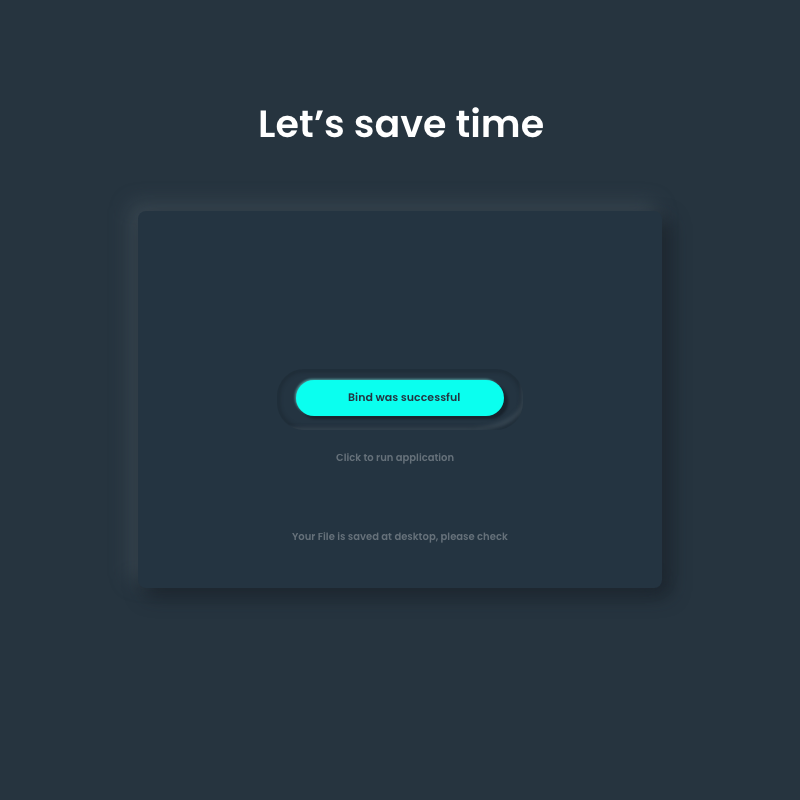 Let’s save time
Bind was successful
Click to run application
Your File is saved at desktop, please check